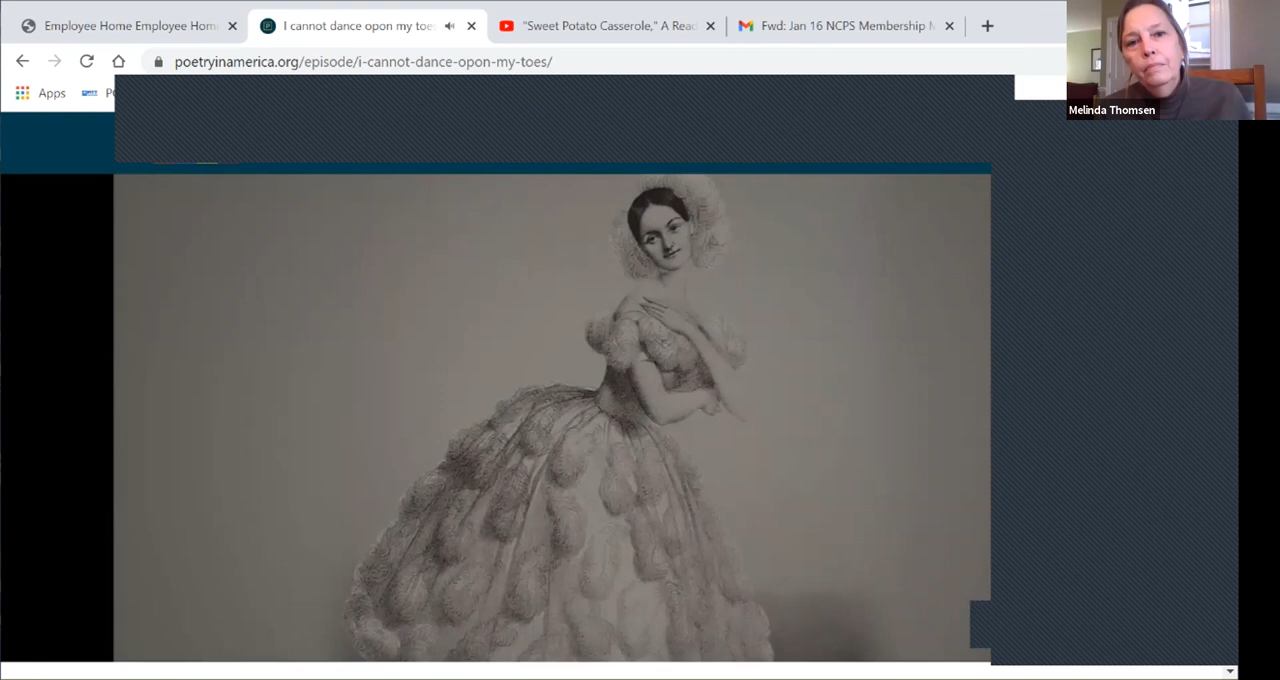 Employee Home Employee Hom
I cannot dance opon my toe
"Sweet Potato Casserole," A Read
Fwd: Jan 16 NCPS Membership M
poetryinamerica.org/episode/i-cannot-dance-opon-my-toes/
Apps
Melinda Thomsen